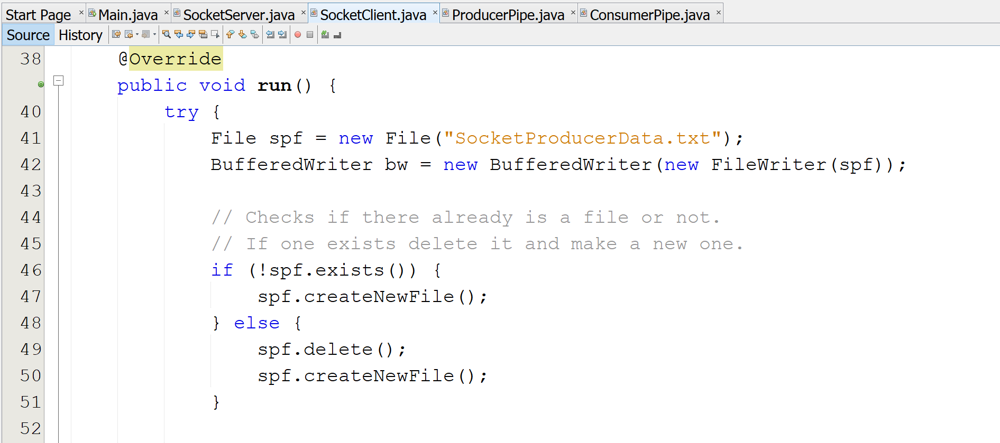 Start Page × Main.java × SocketServer.java × SocketClient.java × ProducerPipe.java × ConsumerPipe.java ×
Source History
38 @Override
public void run() {
40 try {
41 File spf = new File("SocketProducerData.txt");
42 BufferedWriter bw = new BufferedWriter(new FileWriter(spf));
43
44 // Checks if there already is a file or not.
45 // If one exists delete it and make a new one.
46 if (!spf.exists()) {
47 spf.createNewFile();
48 } else {
49 spf.delete();
50 spf.createNewFile();
51 }
52